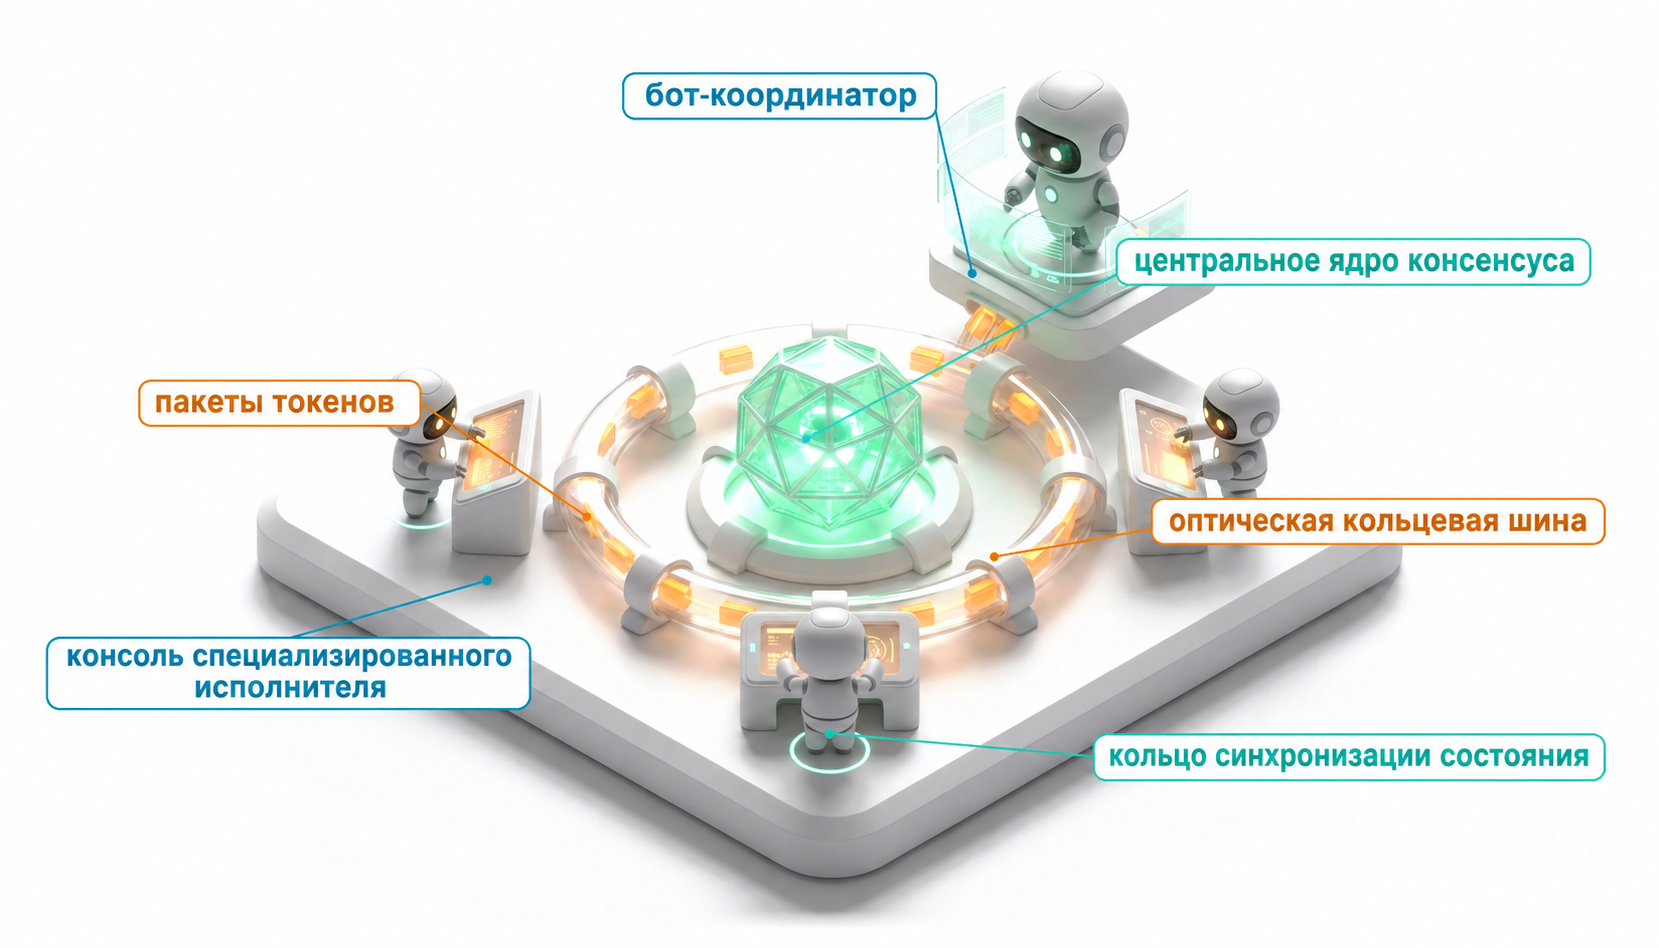 бот-координатор
центральное ядро консенсуса
пакеты токенов
оптическая кольцевая шина
консоль специализированного
исполнителя
кольцо синхронизации состояния